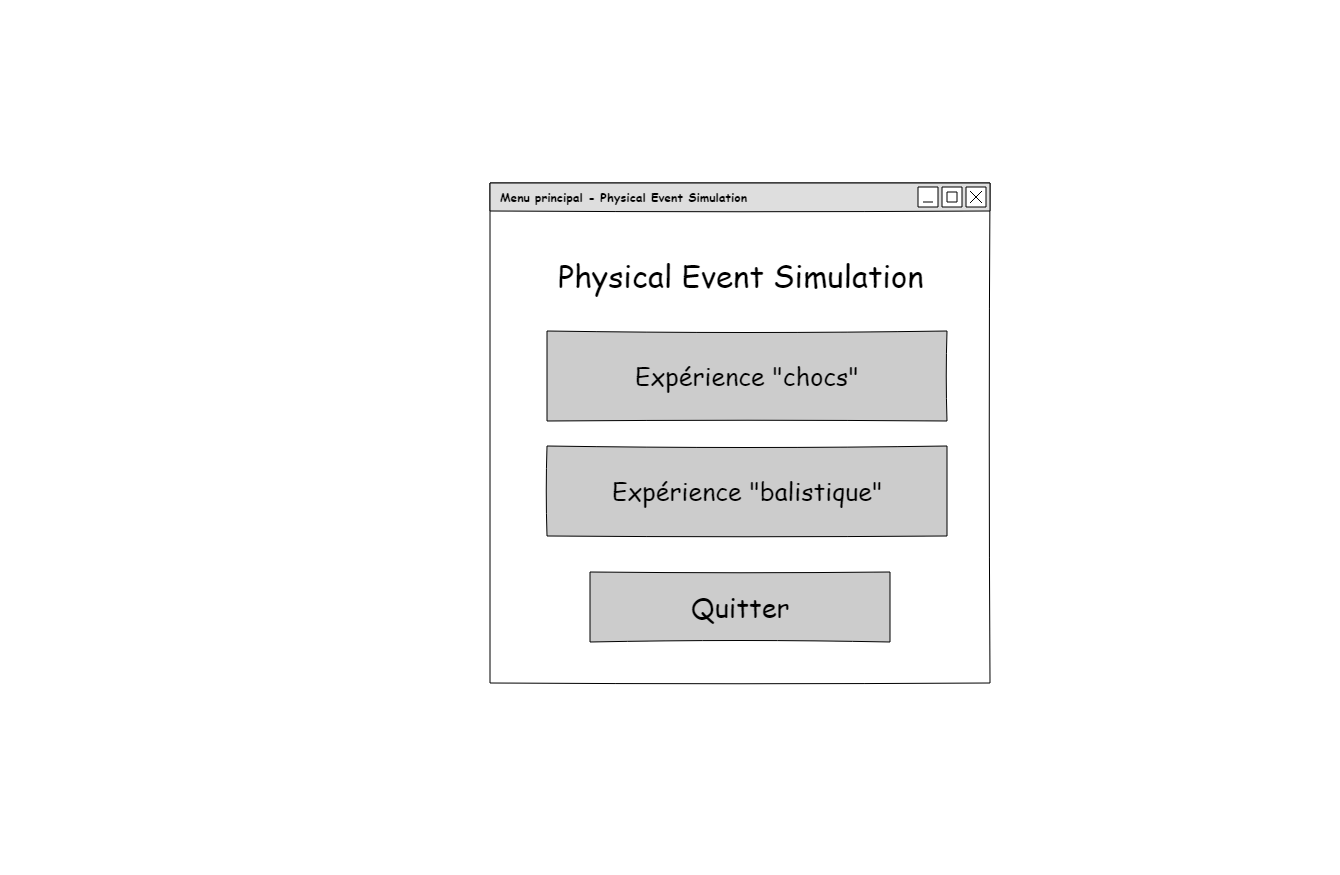 Menu principal - Physical Event Simulation
Physical Event Simulation
Expérience "chocs"
Expérience "balistique"
Quitter